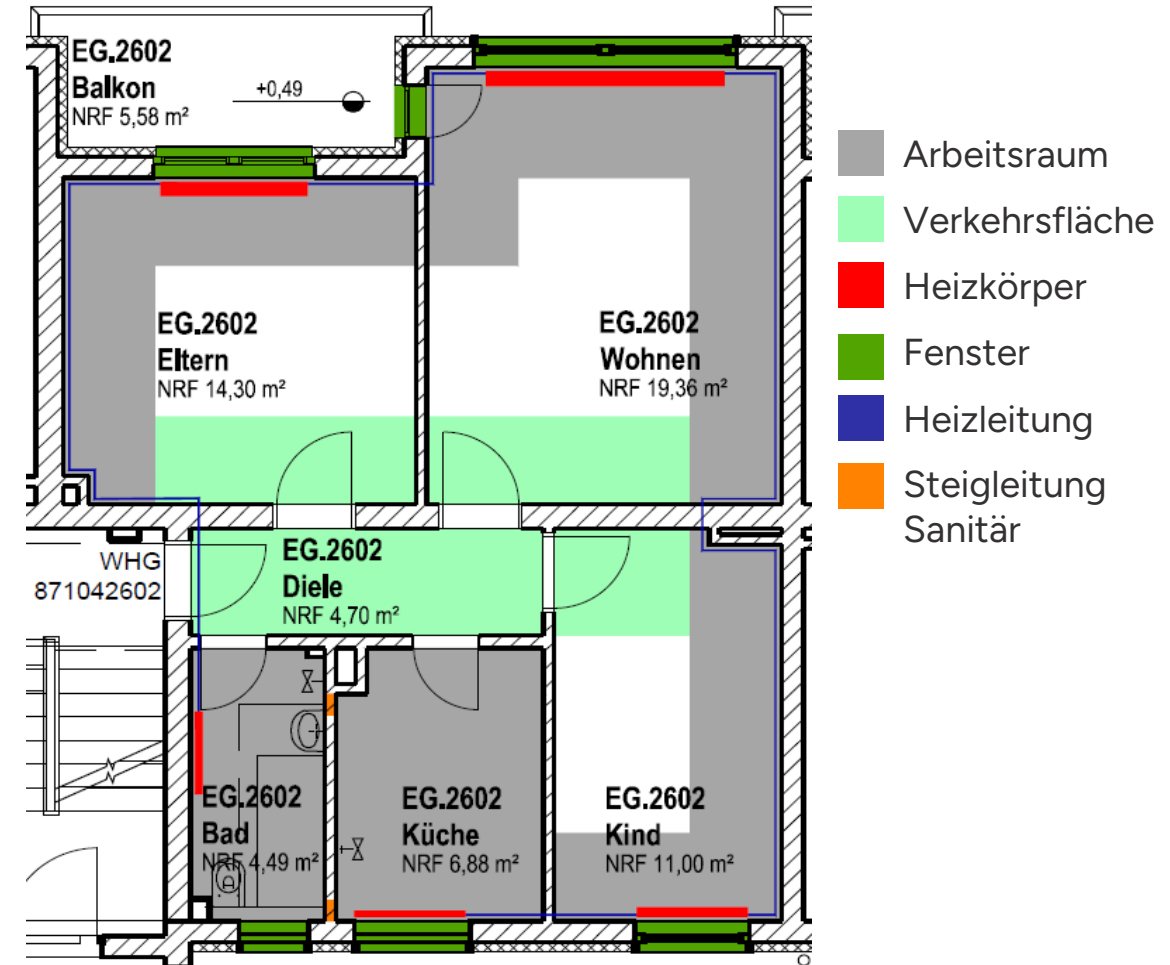 EG.2602
Balkon
NRF 5,58 m²
+0,49
EG.2602
Eltern
NRF 14,30 m²
EG.2602
Wohnen
NRF 19,36 m²
WHG
871042602
EG.2602
Diele
NRF 4,70 m²
EG.2602
Bad
NRF 4,49 m²
EG.2602
Küche
NRF 6,88 m²
EG.2602
Kind
NRF 11,00 m²
Arbeitsraum
Verkehrsfläche
Heizkörper
Fenster
Heizleitung
Steigleitung
Sanitär